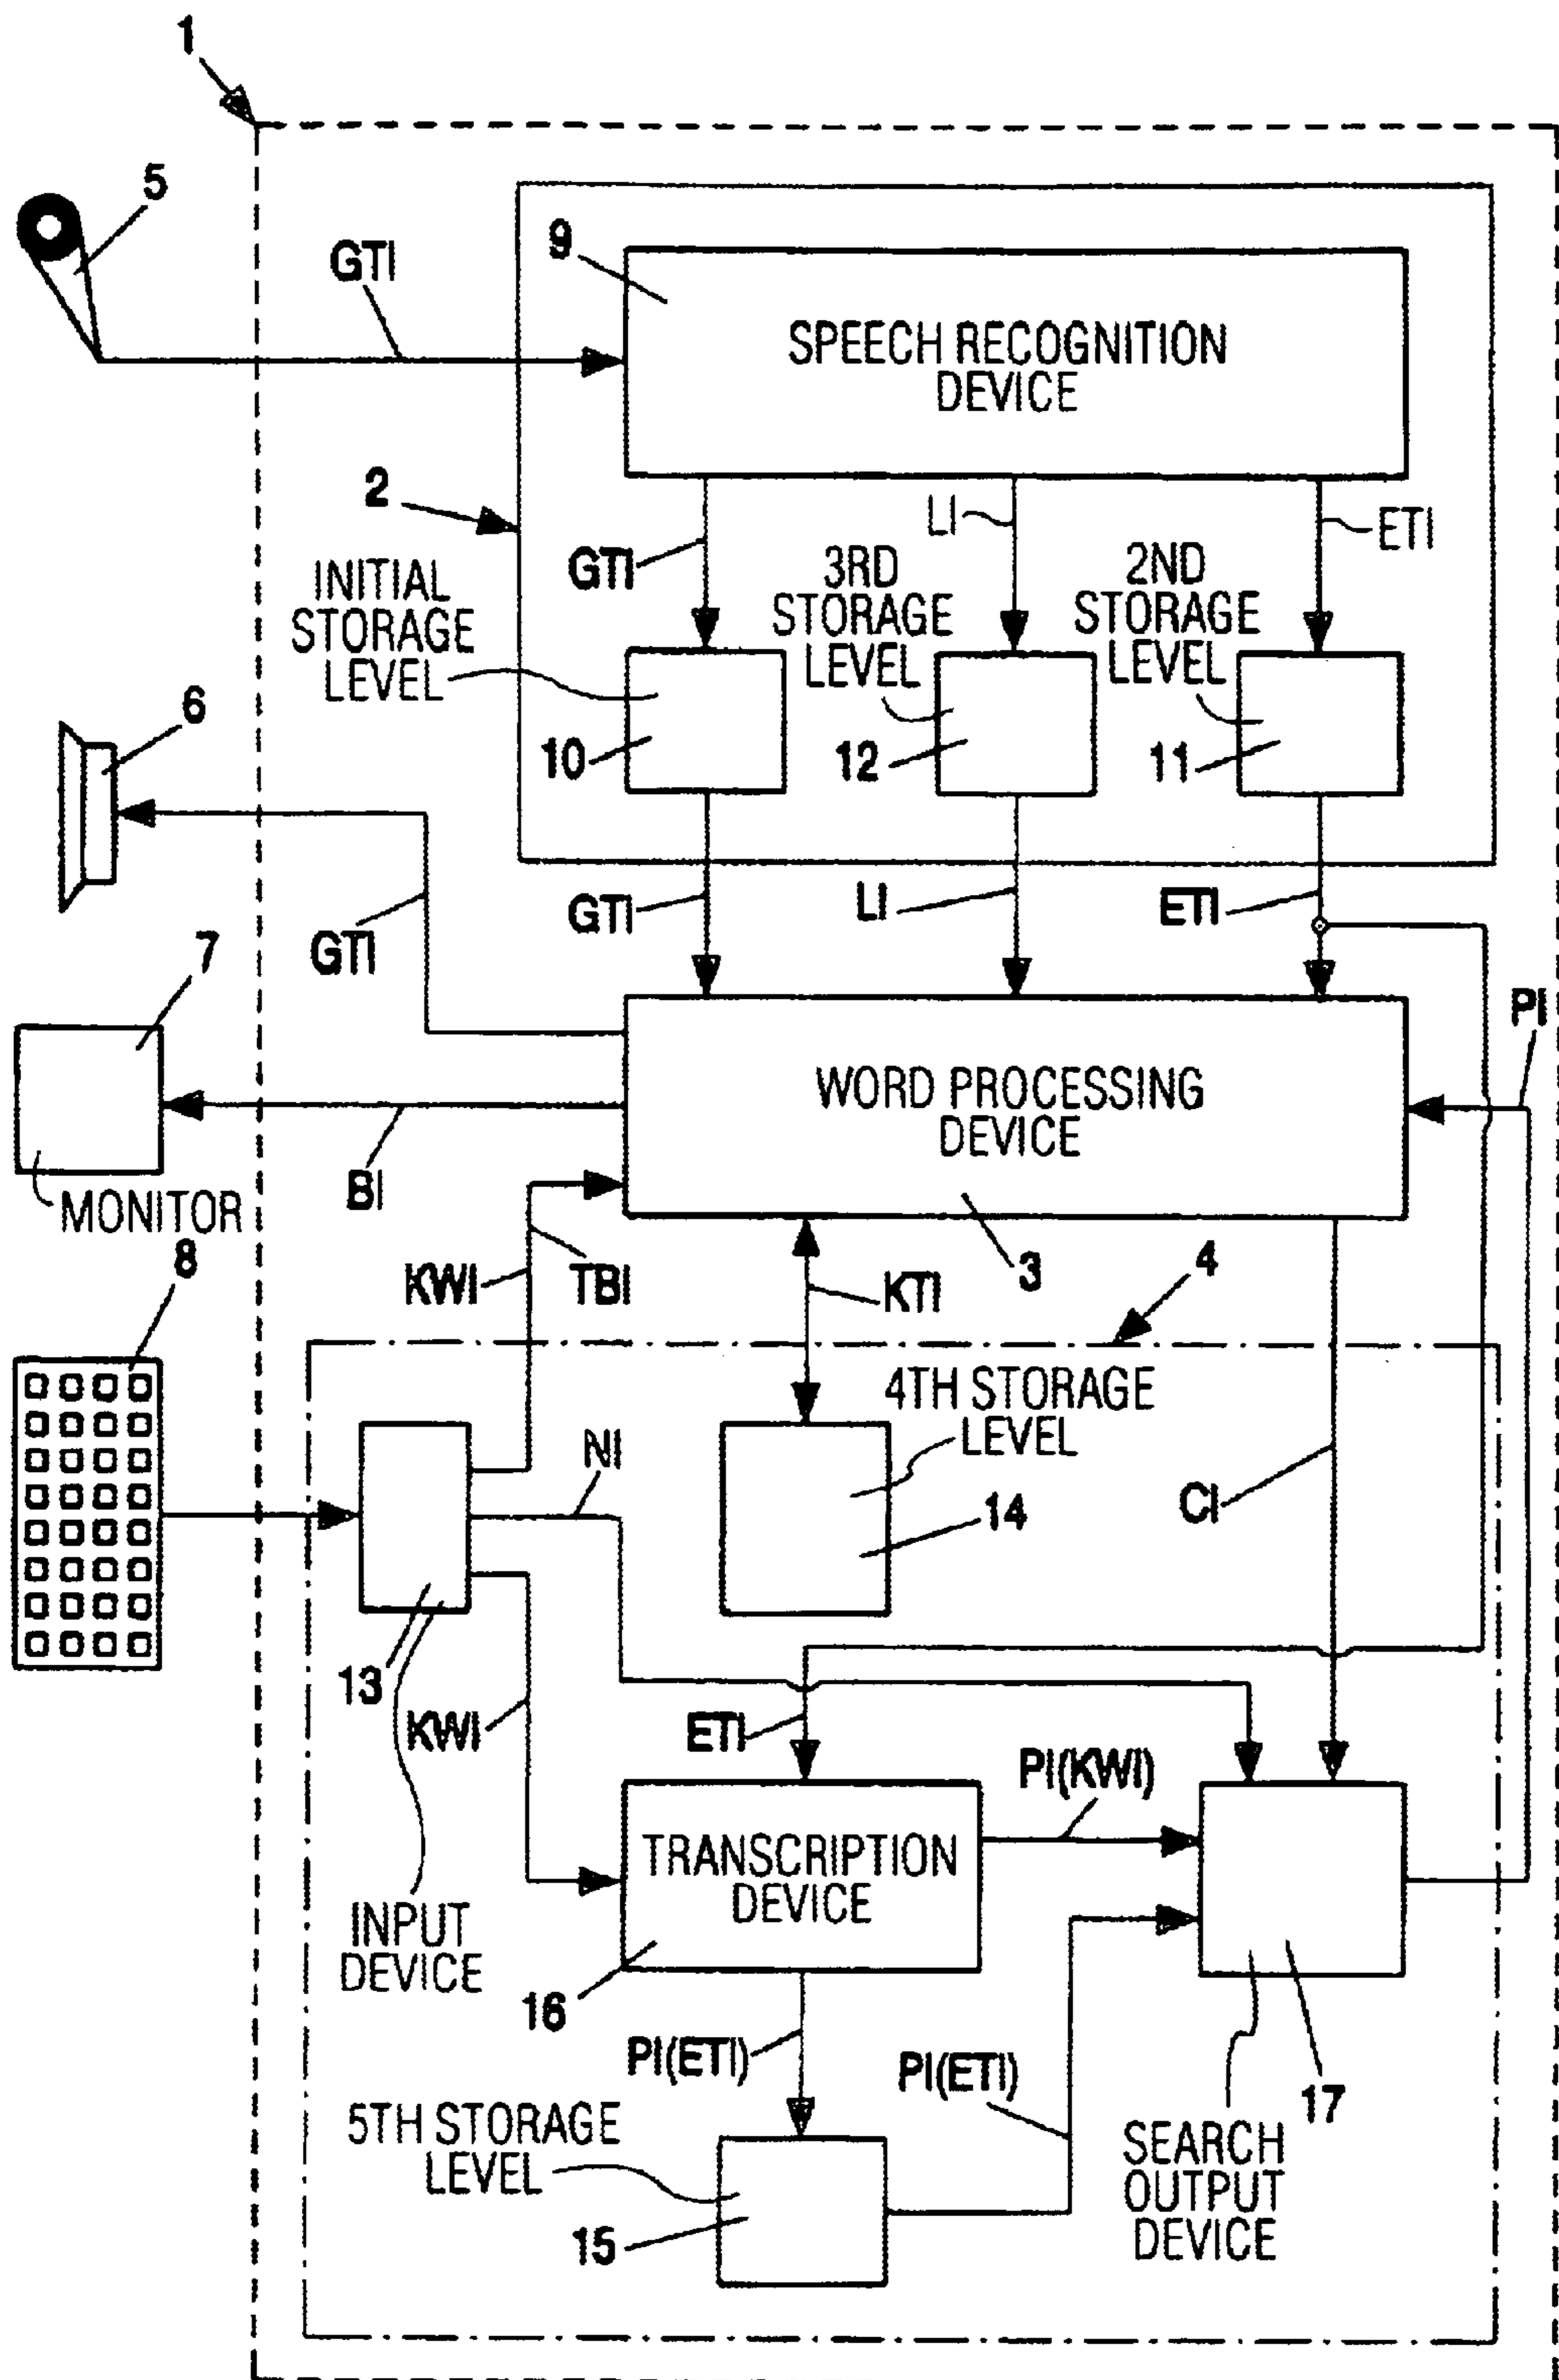 1
5
GTI
9
SPEECH RECOGNITION
DEVICE
2
GTI
LI
ETI
INITIAL
STORAGE
LEVEL
3RD
STORAGE
LEVEL
2ND
STORAGE
LEVEL
10
12
11
6
GTI
GTI
LI
ETI
7
PI
WORD PROCESSING
DEVICE
BI
MONITOR
8
KWI
TBI
KTI
3
4
4TH STORAGE
LEVEL
NI
14
CI
13
KWI
ETI
PI(KWI)
TRANSCRIPTION
DEVICE
INPUT
DEVICE
16
PI(ETI)
PI(ETI)
17
5TH STORAGE
LEVEL
15
SEARCH
OUTPUT
DEVICE